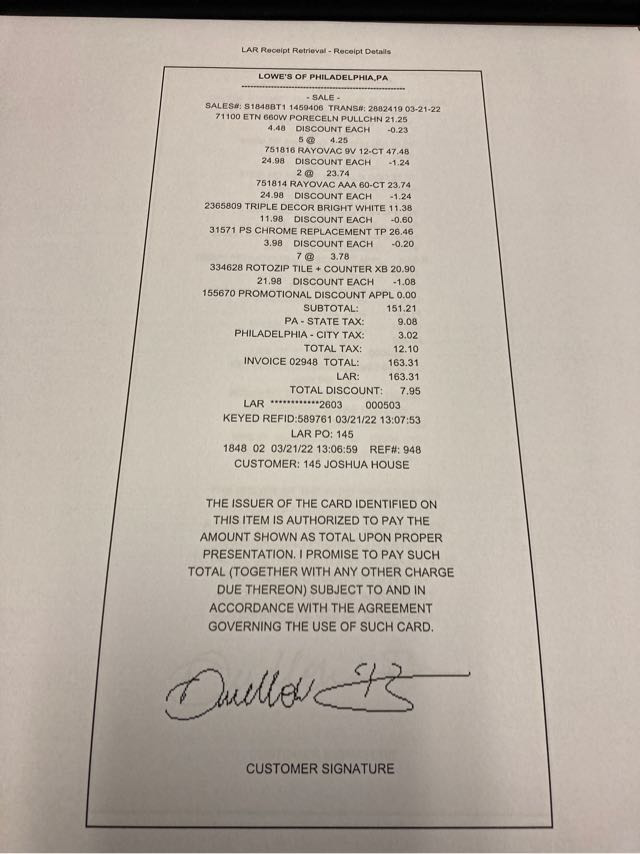 LAR Receipt Retrieval - Receipt Details
LOWE'S OF PHILADELPHIA,PA
- SALE -
SALES#: S1848BT1 1459406 TRANS#: 2882419 03-21-22
71100 ETN 660W PORECELN PULLCHN 21.25
4.48 DISCOUNT EACH -0.23
5 @ 4.25
751816 RAYOVAC 9V 12-CT 47.48
24.98 DISCOUNT EACH -1.24
2 @ 23.74
751814 RAYOVAC AAA 60-CT 23.74
24.98 DISCOUNT EACH -1.24
2365809 TRIPLE DECOR BRIGHT WHITE 11.38
11.98 DISCOUNT EACH -0.60
31571 PS CHROME REPLACEMENT TP 26.46
3.98 DISCOUNT EACH -0.20
7 @ 3.78
334628 ROTOZIP TILE + COUNTER XB 20.90
21.98 DISCOUNT EACH -1.08
155670 PROMOTIONAL DISCOUNT APPL 0.00
SUBTOTAL: 151.21
PA - STATE TAX: 9.08
PHILADELPHIA - CITY TAX: 3.02
TOTAL TAX: 12.10
INVOICE 02948 TOTAL: 163.31
LAR: 163.31
TOTAL DISCOUNT: 7.95
LAR ************2603 000503
KEYED REFID:589761 03/21/22 13:07:53
LAR PO: 145
1848 02 03/21/22 13:06:59 REF#: 948
CUSTOMER: 145 JOSHUA HOUSE
THE ISSUER OF THE CARD IDENTIFIED ON
THIS ITEM IS AUTHORIZED TO PAY THE
AMOUNT SHOWN AS TOTAL UPON PROPER
PRESENTATION. I PROMISE TO PAY SUCH
TOTAL (TOGETHER WITH ANY OTHER CHARGE
DUE THEREON) SUBJECT TO AND IN
ACCORDANCE WITH THE AGREEMENT
GOVERNING THE USE OF SUCH CARD.
CUSTOMER SIGNATURE